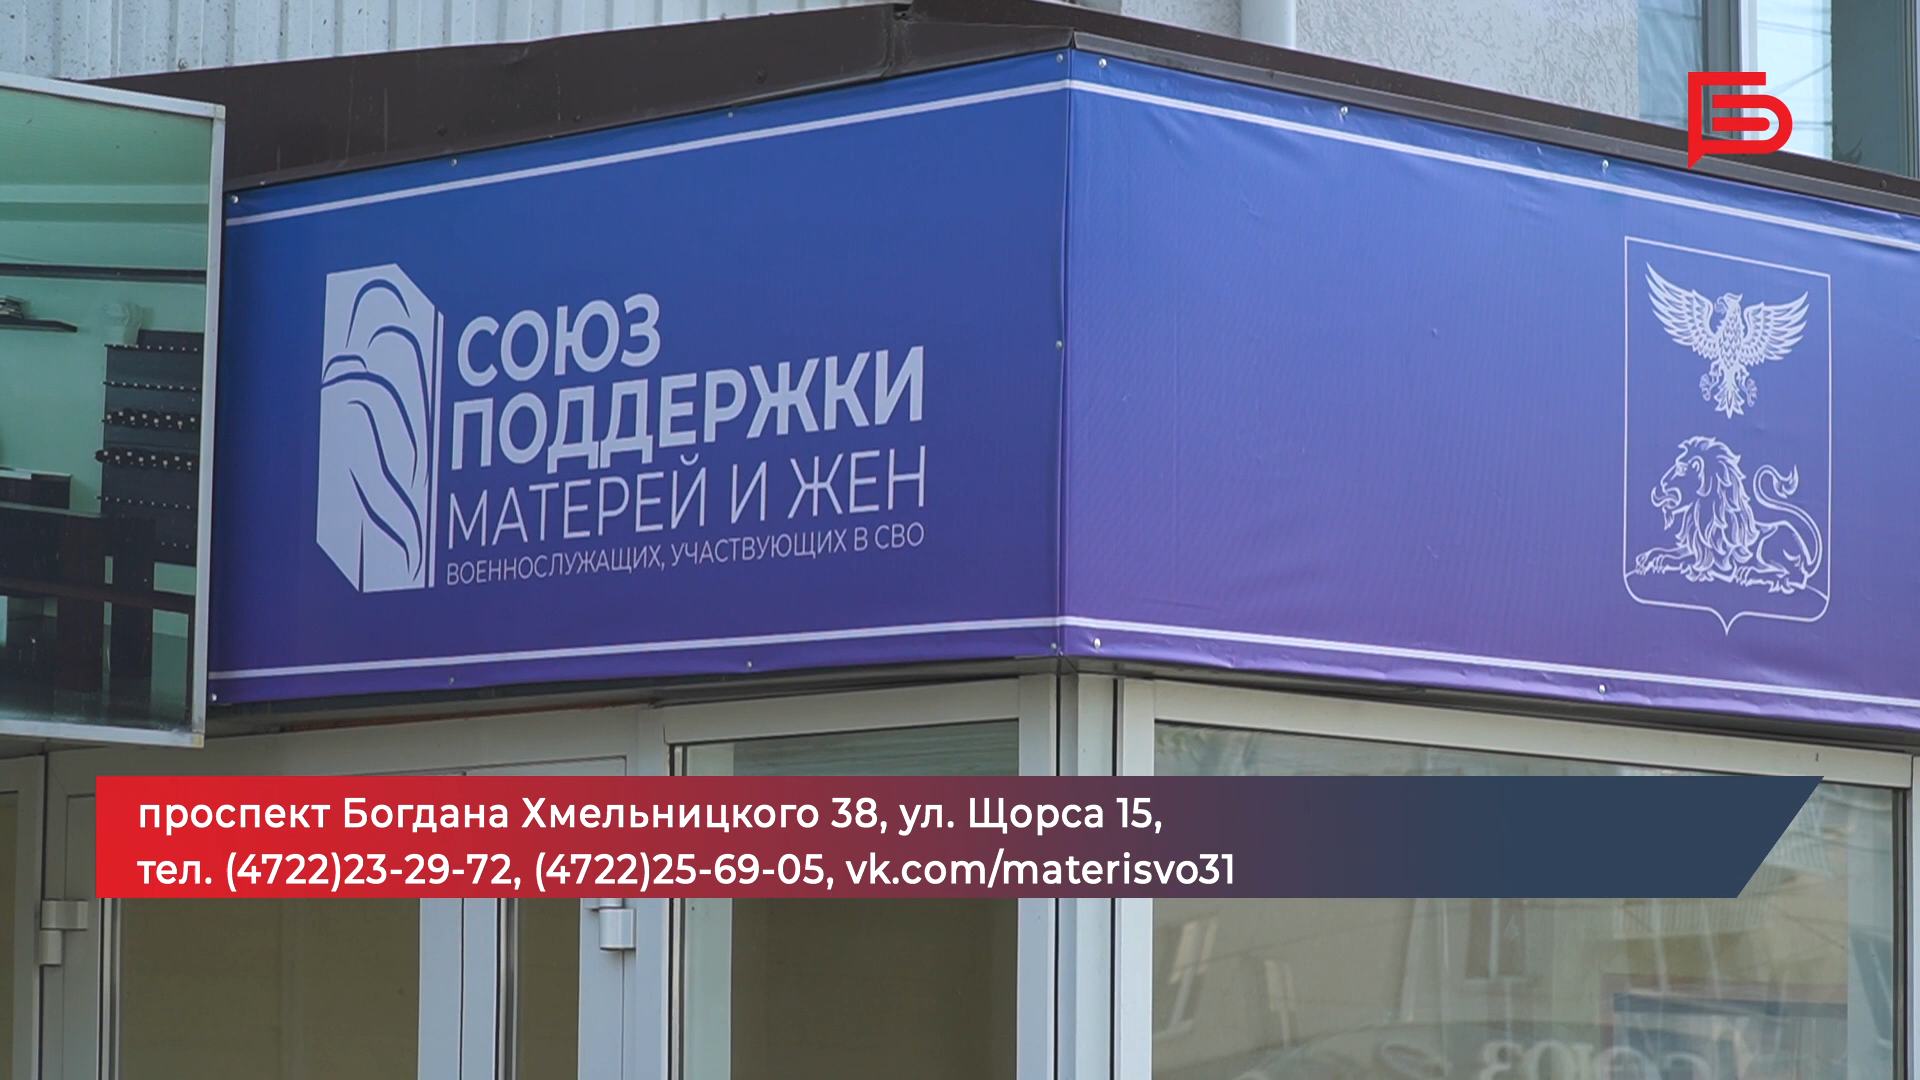 СОЮЗ
ПОДДЕРЖКИ
МАТЕРЕЙ И ЖЕН
ВОЕННОСЛУЖАЩИХ, УЧАСТВУЮЩИХ В СВО
проспект Богдана Хмельницкого 38, ул. Щорса 15,
тел. (4722)23-29-72, (4722)25-69-05, vk.com/materisvo31